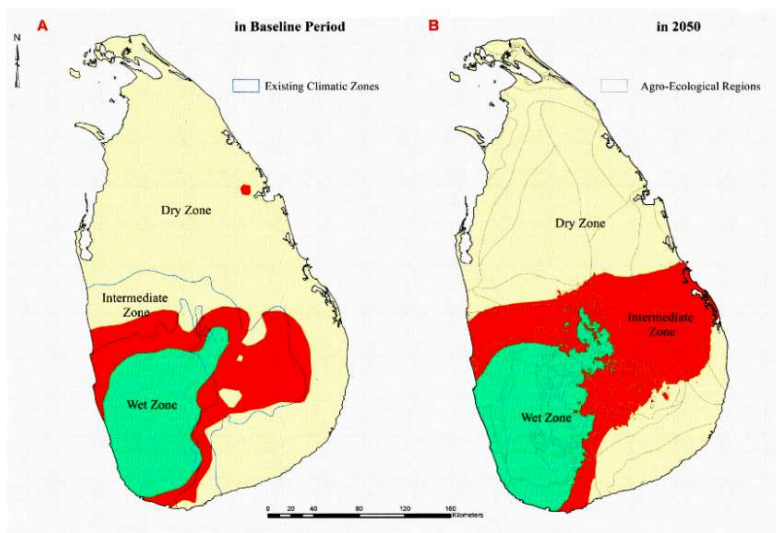 A
in Baseline Period
N
Existing Climatic Zones
Dry Zone
Intermediate
Zone
Wet Zone
B
in 2050
Agro-Ecological Regions
Dry Zone
Intermediate
Zone
Wet Zone
0 20 40 80 120 160
Kilometers